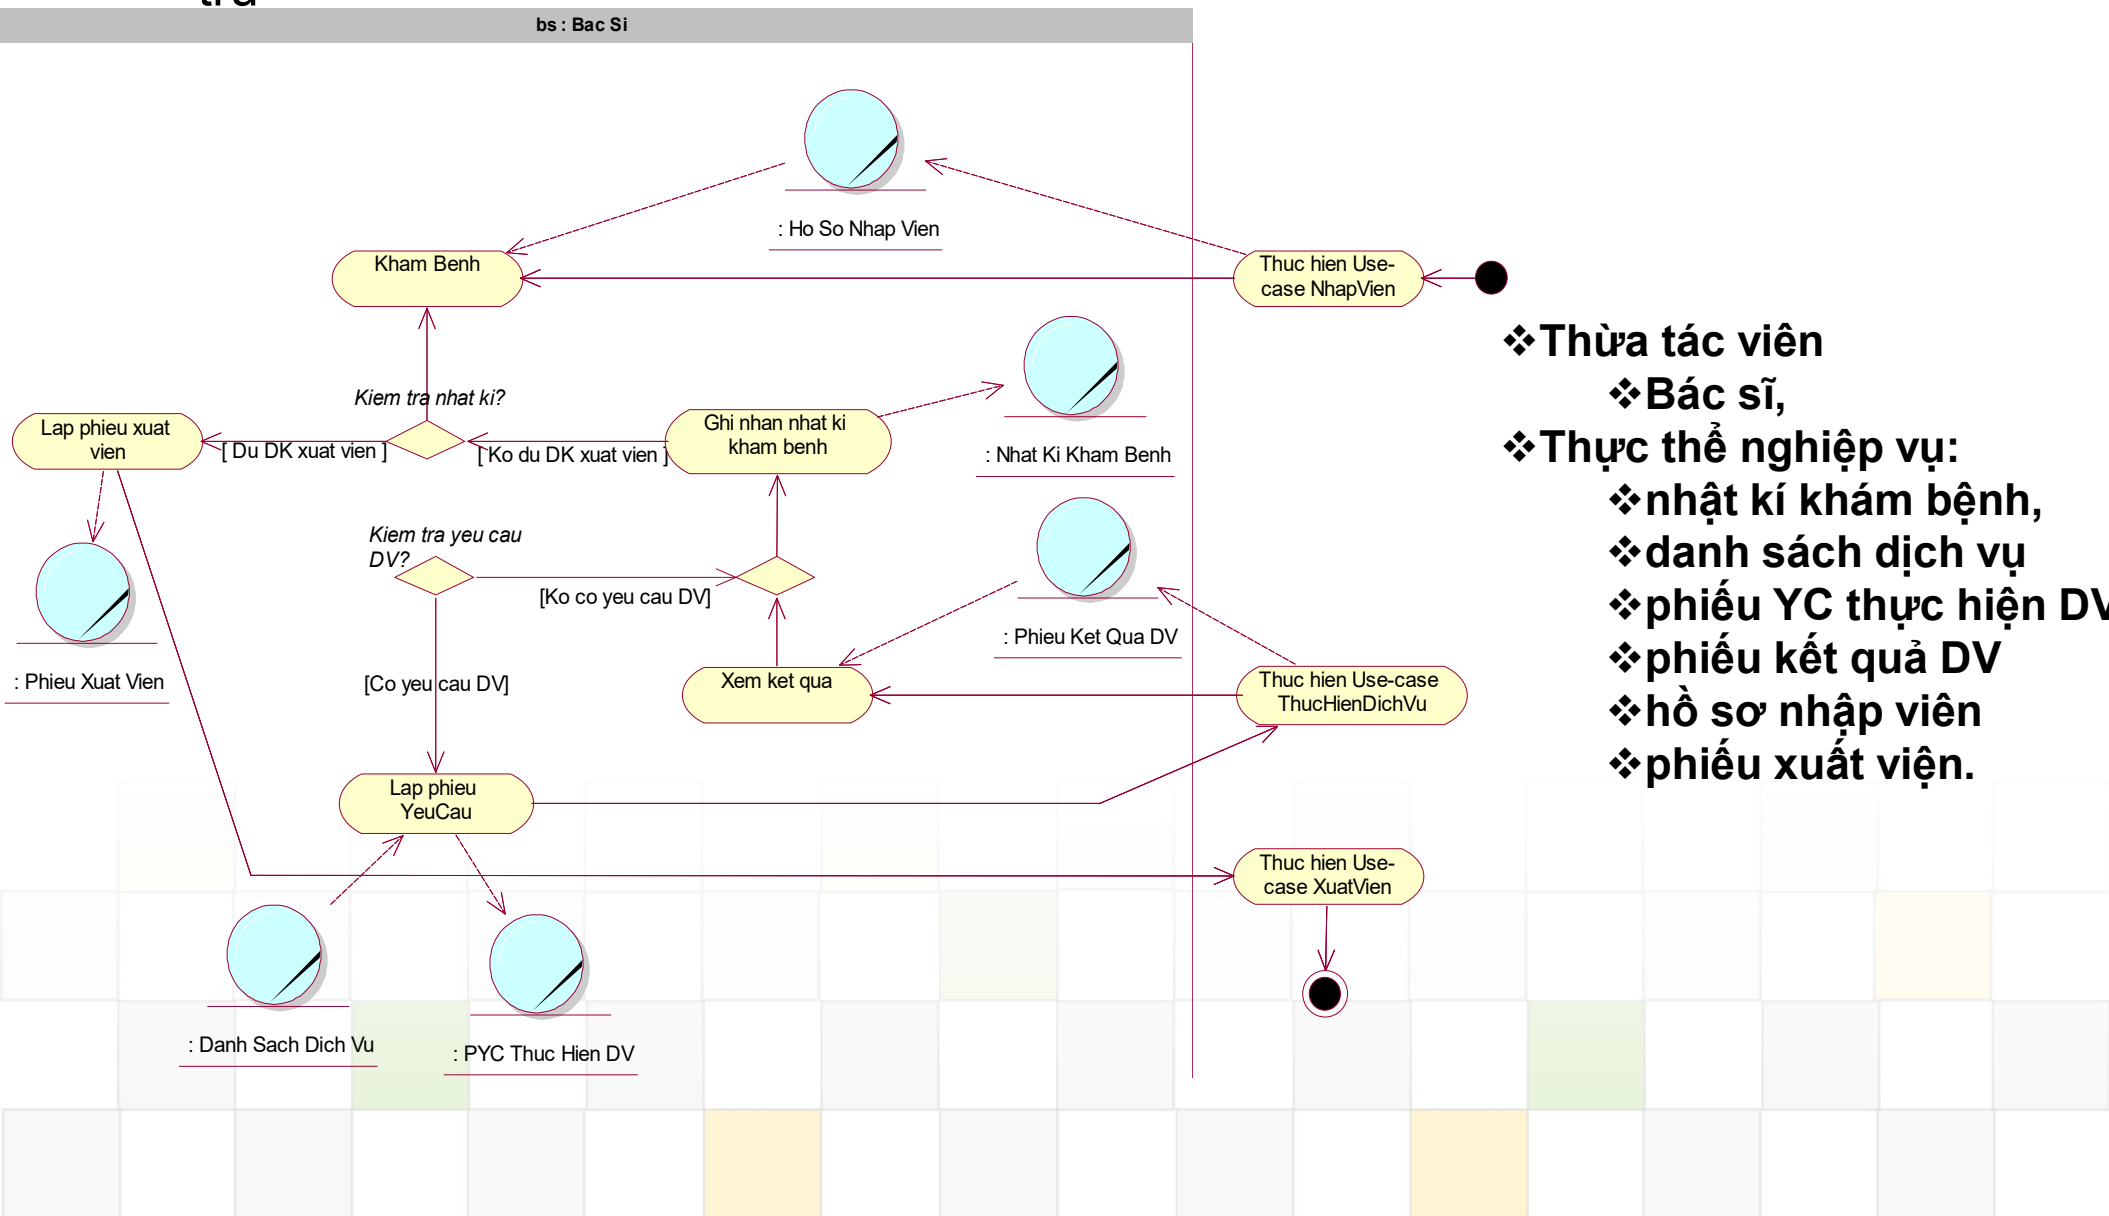 bs : Bac Si
: Ho So Nhap Vien
Kham Benh
Thuc hien Use-
case NhapVien
Kiem tra nhat ki?
Lap phieu xuat
vien
[ Du DK xuat vien ]
[ Ko du DK xuat vien ]
Ghi nhan nhat ki
kham benh
: Nhat Ki Kham Benh
Kiem tra yeu cau
DV?
[Ko co yeu cau DV]
: Phieu Ket Qua DV
: Phieu Xuat Vien
[Co yeu cau DV]
Xem ket qua
Thuc hien Use-case
ThucHienDichVu
Lap phieu
YeuCau
Thuc hien Use-
case XuatVien
: Danh Sach Dich Vu
: PYC Thuc Hien DV
❖Thừa tác viên
❖Bác sĩ,
❖Thực thể nghiệp vụ:
❖nhật kí khám bệnh,
❖danh sách dịch vụ
❖phiếu YC thực hiện DV
❖phiếu kết quả DV
❖hồ sơ nhập viên
❖phiếu xuất viện.